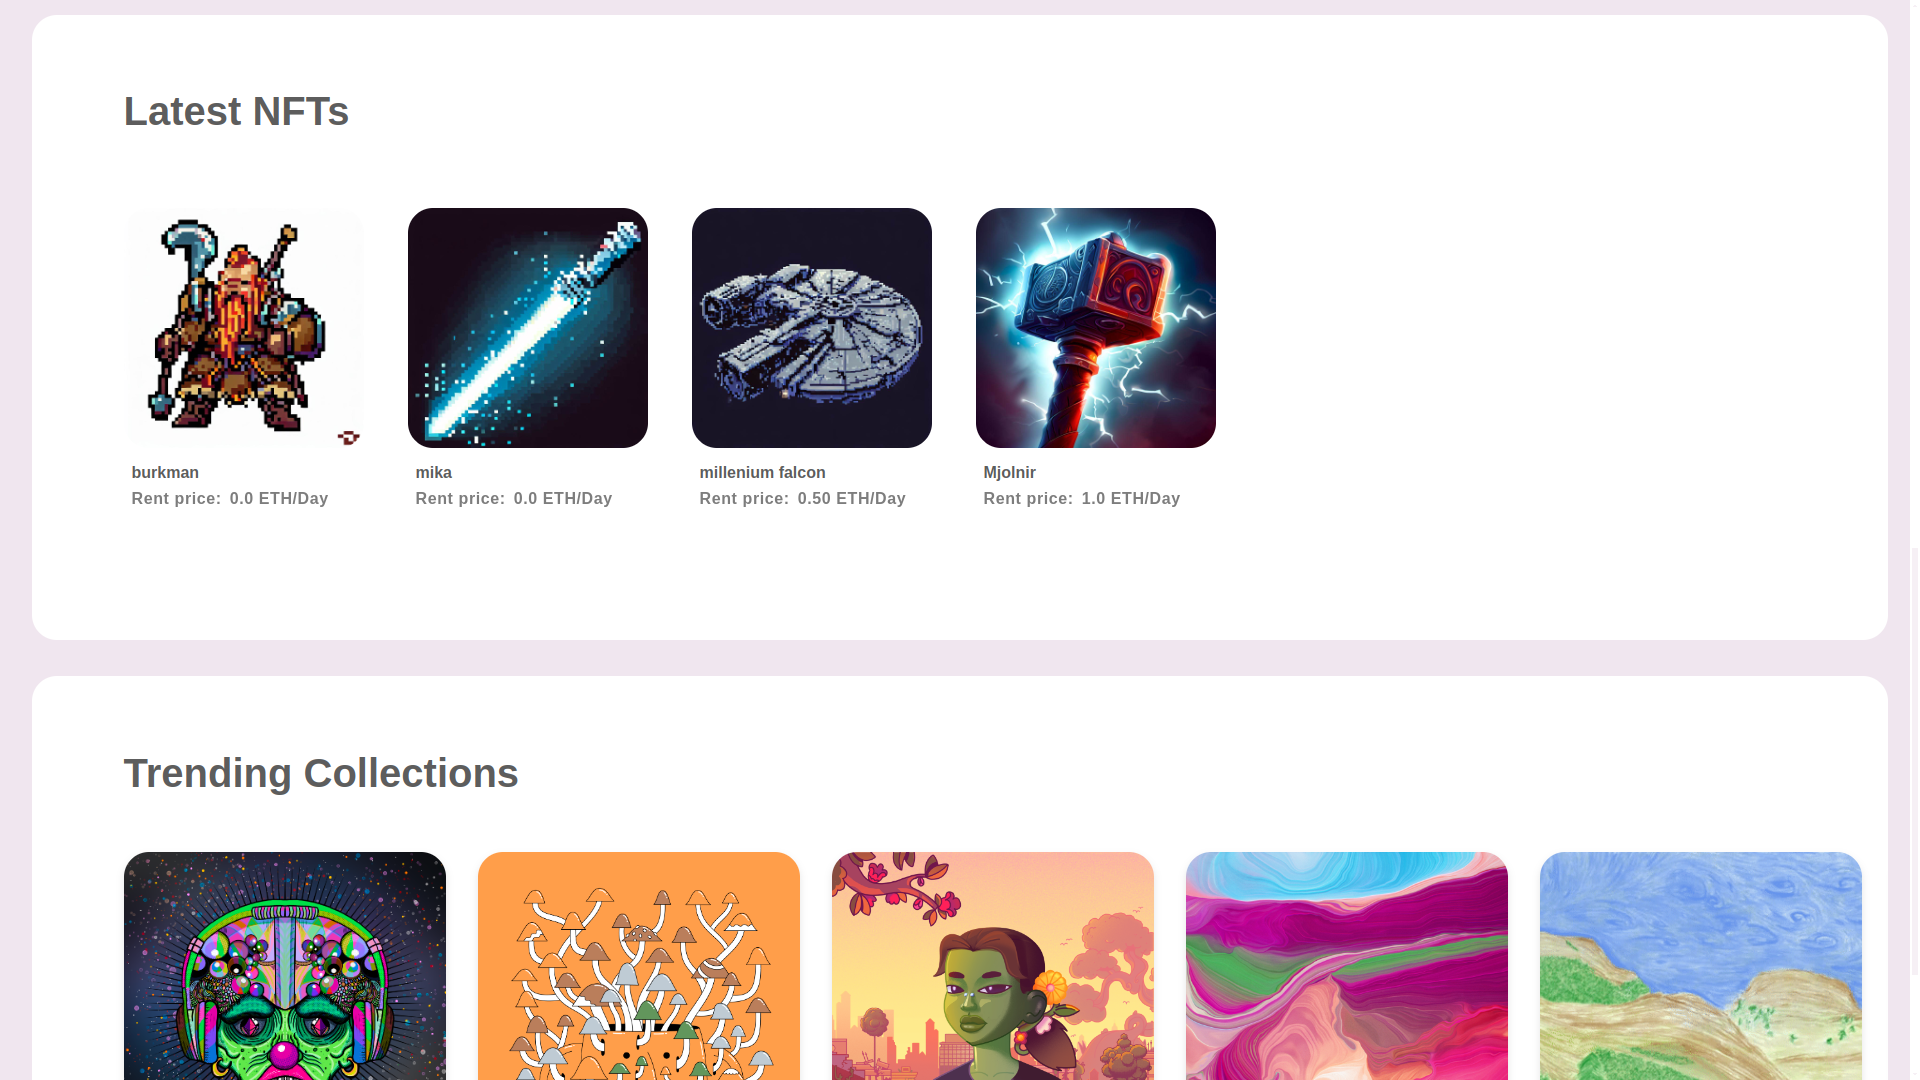 Latest NFTs
burkman
Rent price: 0.0 ETH/Day
mika
Rent price: 0.0 ETH/Day
millenium falcon
Rent price: 0.50 ETH/Day
Mjolnir
Rent price: 1.0 ETH/Day
Trending Collections